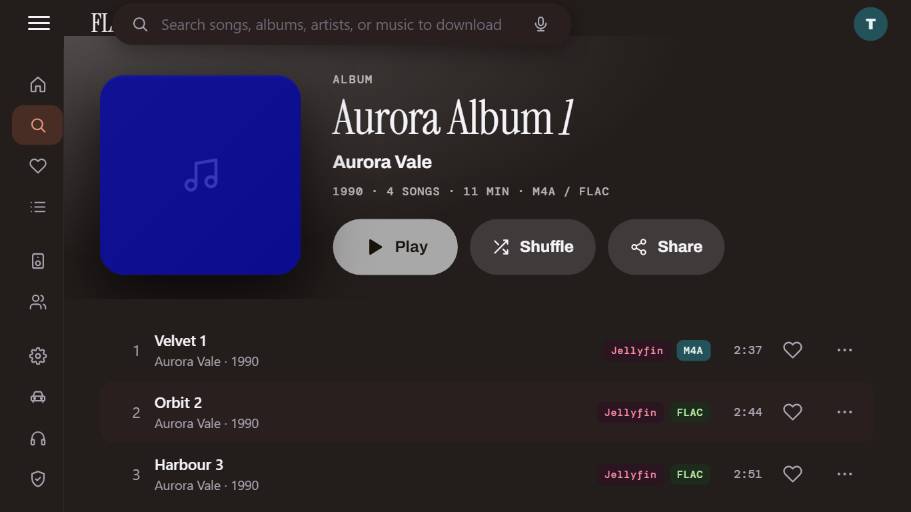 FL
Search songs, albums, artists, or music to download
T
ALBUM
Aurora Album 1
Aurora Vale
1990 · 4 SONGS · 11 MIN · M4A / FLAC
Play
Shuffle
Share
1
Velvet 1
Aurora Vale · 1990
Jellyfin
M4A
2:37
2
Orbit 2
Aurora Vale · 1990
Jellyfin
FLAC
2:44
3
Harbour 3
Aurora Vale · 1990
Jellyfin
FLAC
2:51